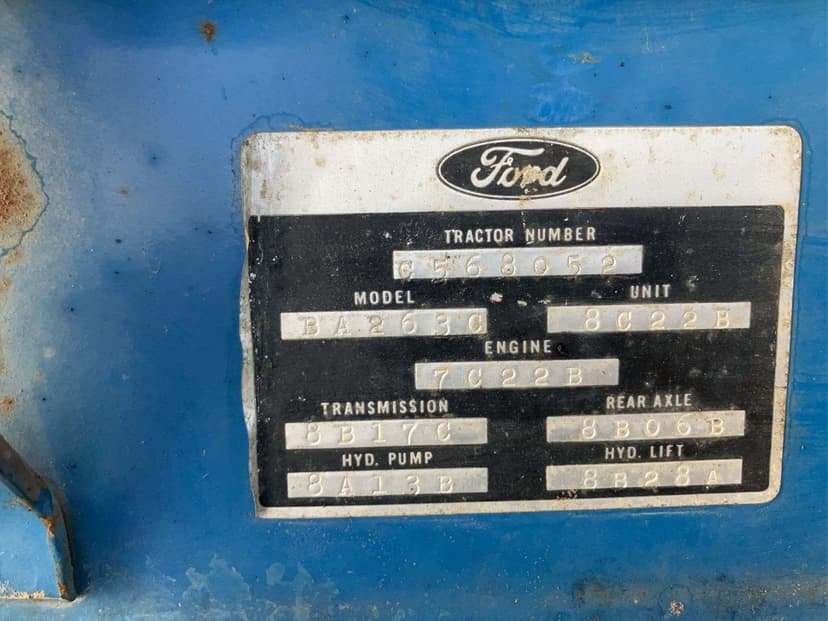 Ford
TRACTOR NUMBER
C568052
MODEL UNIT
BA263C 8C22B
ENGINE
7C22B
TRANSMISSION REAR AXLE
8B17C 8B06B
HYD. PUMP HYD. LIFT
8A13B 8B28A